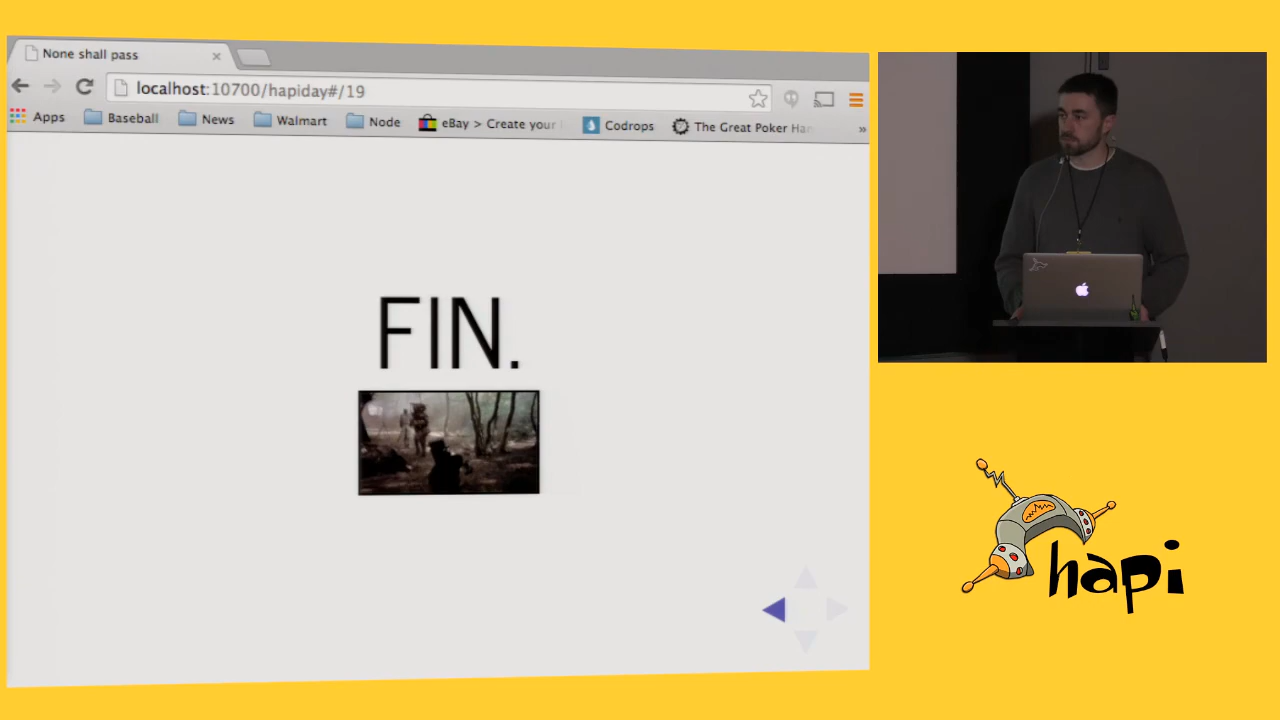 None shall pass
localhost:10700/hapiday#/19
Apps Baseball News Walmart Node eBay > Create your Codrops The Great Poker Han »
FIN.
hapi